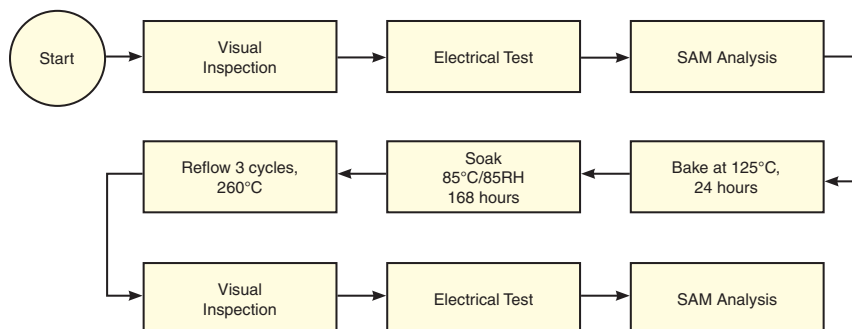 Start
Visual
Inspection
Electrical Test
SAM Analysis
Bake at 125°C,
24 hours
Soak
85°C/85RH
168 hours
Reflow 3 cycles,
260°C
Visual
Inspection
Electrical Test
SAM Analysis